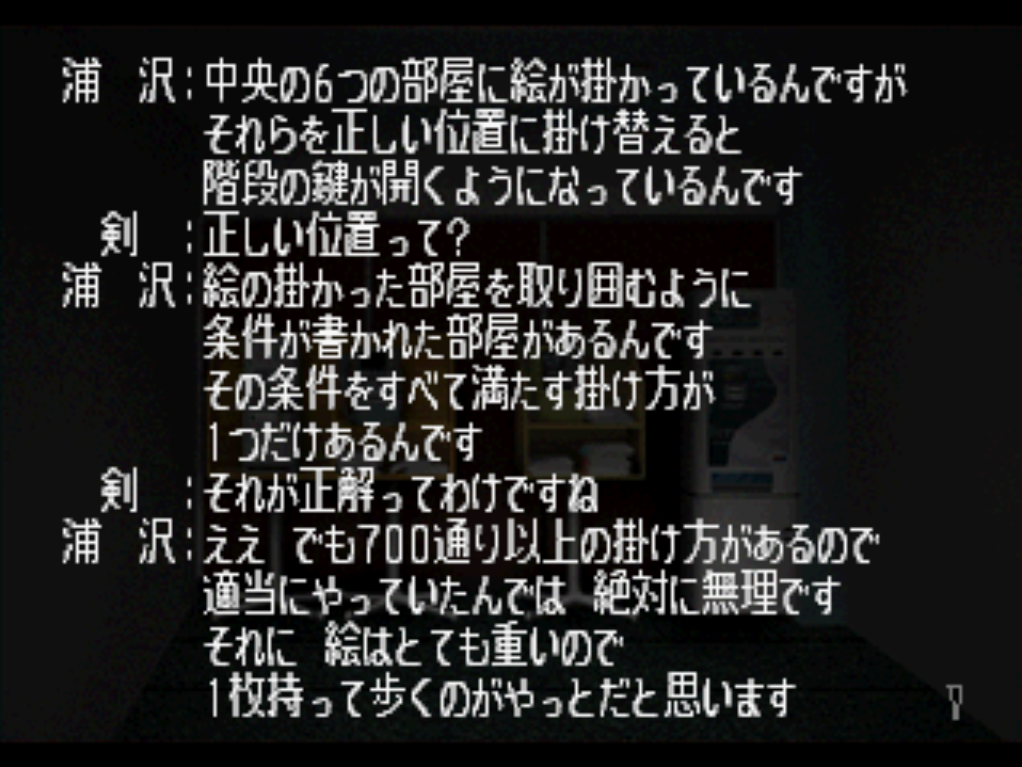 浦　沢：中央の6つの部屋に絵が掛かっているんですが
それらを正しい位置に掛け替えると
階段の鍵が開くようになっているんです
剣　：正しい位置って？
浦　沢：絵の掛かった部屋を取り囲むように
条件が書かれた部屋があるんです
その条件をすべて満たす掛け方が
1つだけあるんです
剣　：それが正解ってわけですね
浦　沢：ええ　でも700通り以上の掛け方があるので
適当にやっていたんでは　絶対に無理です
それに　絵はとても重いので
1枚持って歩くのがやっとだと思います